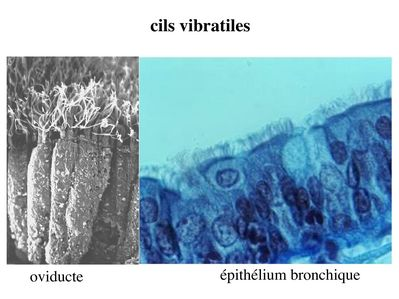 cils vibratiles
oviducte
épithélium bronchique